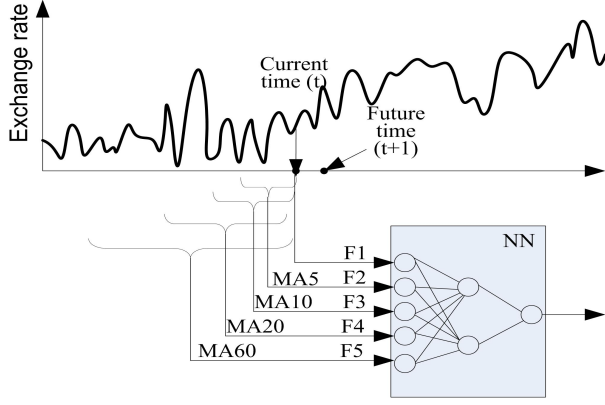 Exchange rate
Current
time (t)
Future
time
(t+1)
NN
F1
MA5 F2
MA10 F3
MA20 F4
MA60 F5